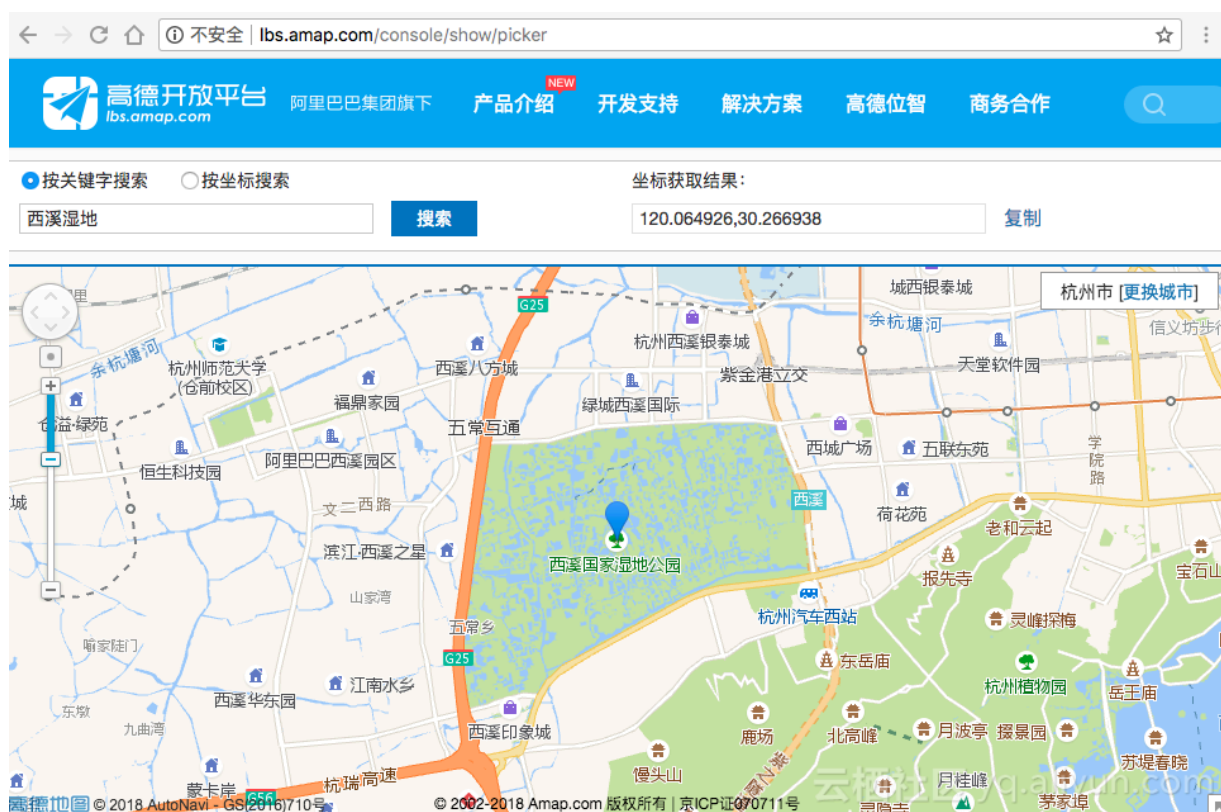 不安全 lbs.amap.com/console/show/picker
NEW
高德开放平台 阿里巴巴集团旗下 产品介绍 开发支持 解决方案 高德位智 商务合作
lbs.amap.com
按关键字搜索 按坐标搜索 坐标获取结果：
西溪湿地 搜索 120.064926,30.266938 复制
城西银泰城
杭州市 [更换城市]
里
G25
余杭塘河
信义坊步行
杭州西溪银泰城
余杭塘河
杭州师范大学
(仓前校区)
西溪八方城
紫金港立交
天堂软件园
福鼎家园
绿城西溪国际
溢·绿苑
五常互通
恒生科技园
阿里巴巴西溪园区
西城广场
五联东苑
学院路
城
文二西路
西溪
荷花苑
老和云起
滨江·西溪之星
西溪国家湿地公园
报先寺
宝石山
山家湾
杭州汽车西站
灵峰探梅
五常乡
喻家陡门
G25
东岳庙
西溪华东园
江南水乡
杭州植物园
岳王庙
东墩
九曲湾
西溪印象城
鹿场
北高峰
月波亭
掇景园
苏堤春晓
馒头山
杭瑞高速
蒙卡岸
G56
紫之隧
月桂峰
灵隐寺
茅家埠
云栖社区 yq.aliyun.com
高德地图 © 2018 AutoNavi - GS(2016)710号
© 2002-2018 Amap.com 版权所有 | 京ICP证070711号